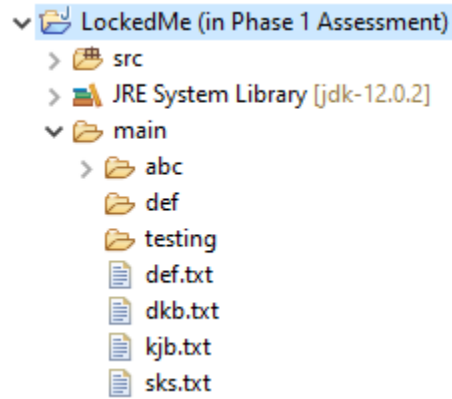 LockedMe (in Phase 1 Assessment)
src
JRE System Library [jdk-12.0.2]
main
abc
def
testing
def.txt
dkb.txt
kjb.txt
sks.txt